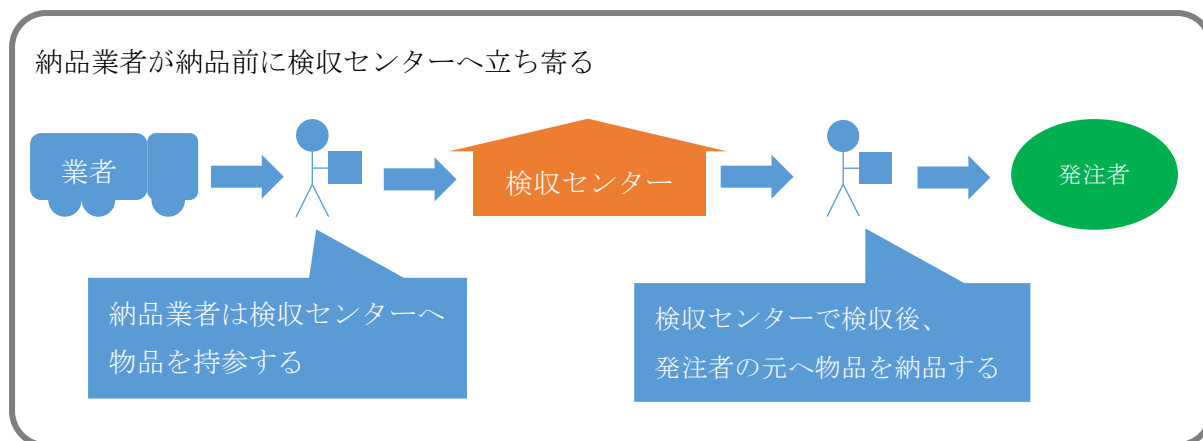 納品業者が納品前に検収センターへ立ち寄る
業者
検収センター
発注者
納品業者は検収センターへ
物品を持参する
検収センターで検収後、
発注者の元へ物品を納品する